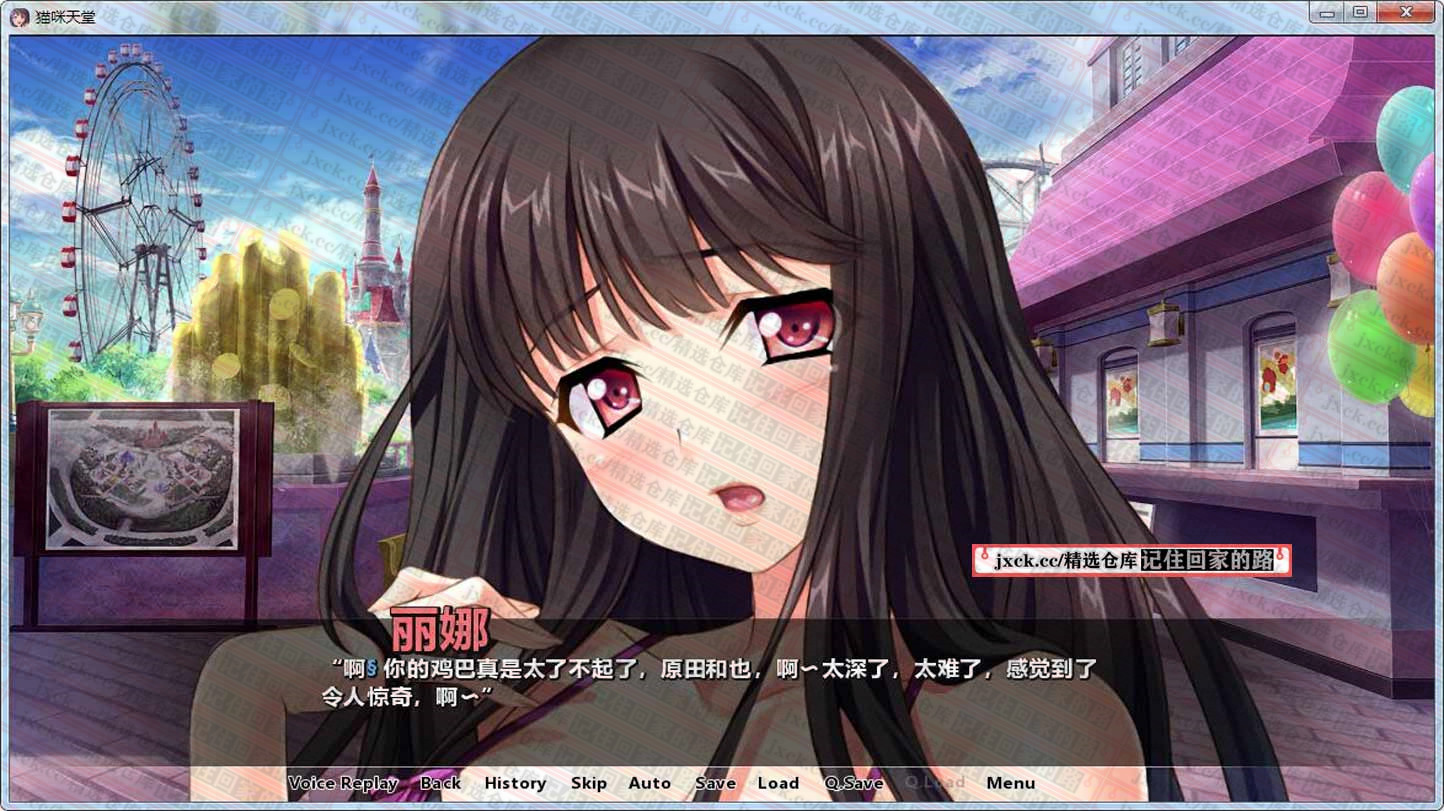 猫咪天堂
jxck.cc/精选仓库 记住回家的路
丽娜
“啊§ 你的鸡巴真是太了不起了，原田和也，啊～太深了，太难了，感觉到了
令人惊奇，啊～”
Voice Replay Back History Skip Auto Save Load Q.Save Q.Load Menu